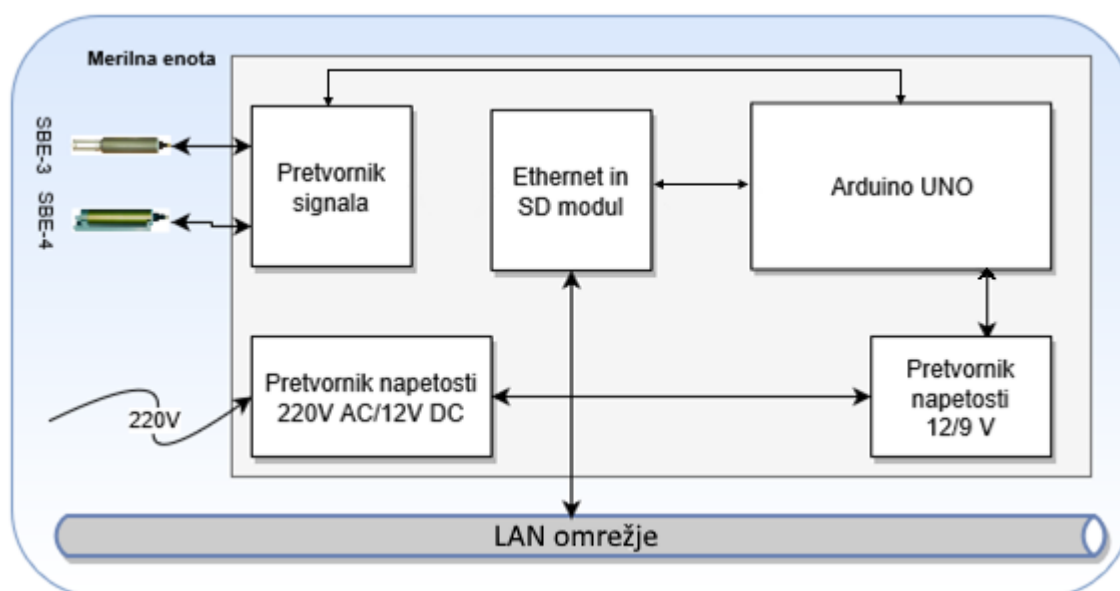 Merilna enota
SBE-3
SBE-4
Pretvornik
signala
Ethernet in
SD modul
Arduino UNO
220V
Pretvornik napetosti
220V AC/12V DC
Pretvornik
napetosti
12/9 V
LAN omrežje